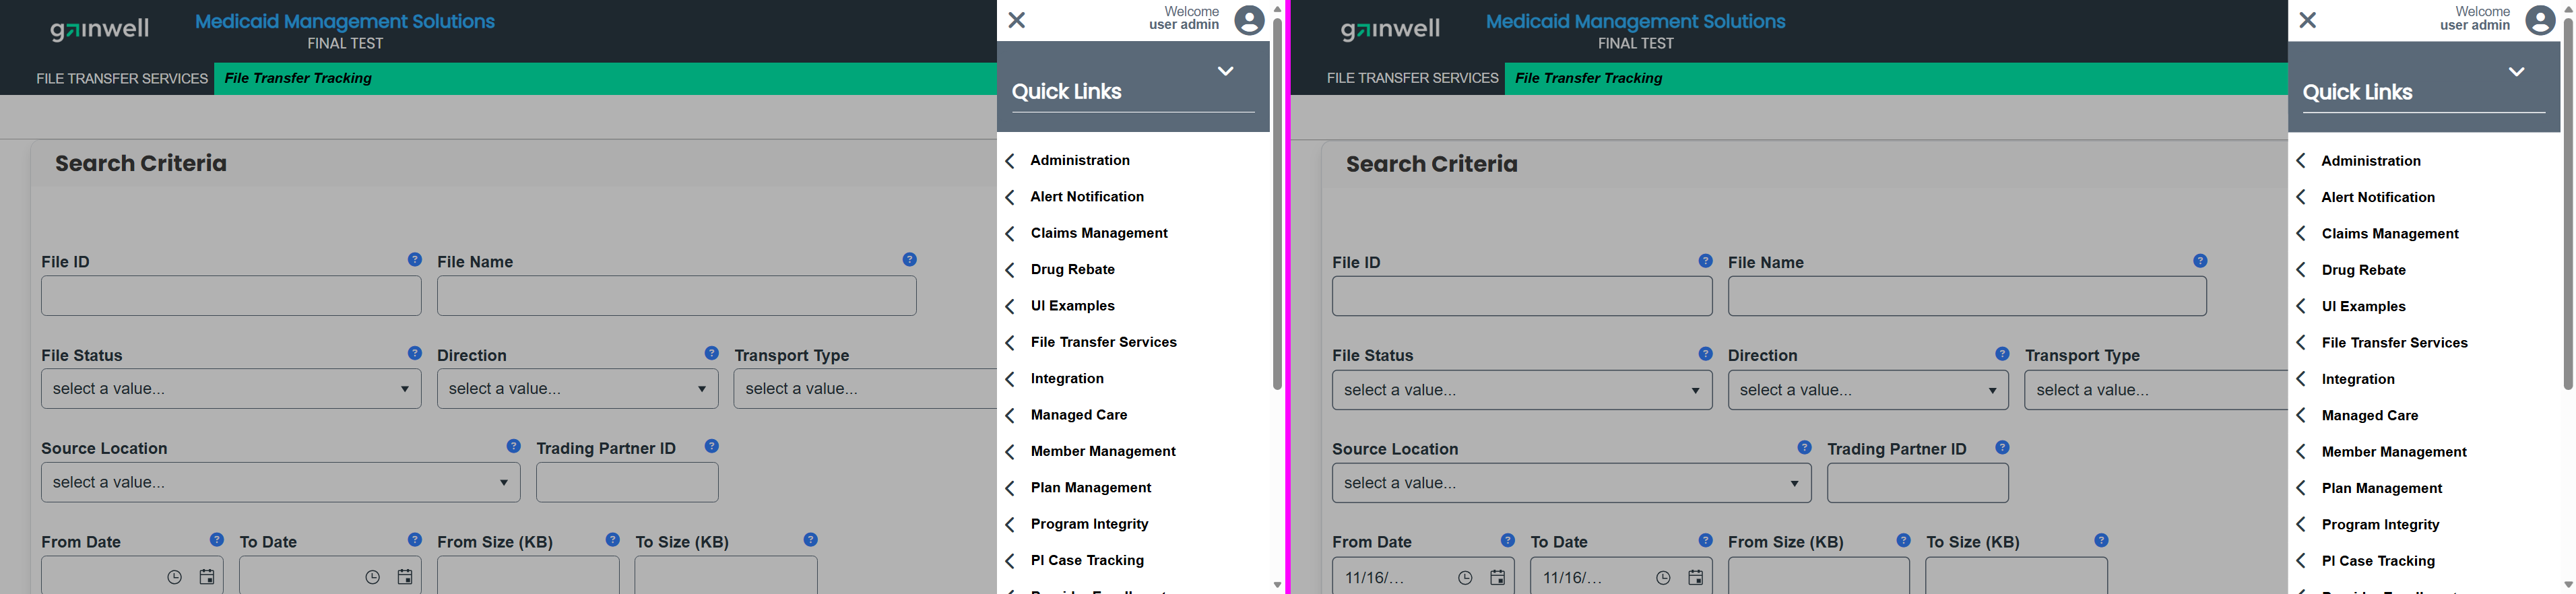 gainwell
Medicaid Management Solutions
FINAL TEST
FILE TRANSFER SERVICES
File Transfer Tracking
Search Criteria
File ID
File Name
File Status
Direction
Transport Type
select a value...
select a value...
select a value...
Source Location
Trading Partner ID
select a value...
From Date
To Date
From Size (KB)
To Size (KB)
Welcome
user admin
Quick Links
Administration
Alert Notification
Claims Management
Drug Rebate
UI Examples
File Transfer Services
Integration
Managed Care
Member Management
Plan Management
Program Integrity
PI Case Tracking
gainwell
Medicaid Management Solutions
FINAL TEST
FILE TRANSFER SERVICES
File Transfer Tracking
Search Criteria
File ID
File Name
File Status
Direction
Transport Type
select a value...
select a value...
select a value...
Source Location
Trading Partner ID
select a value...
From Date
To Date
From Size (KB)
To Size (KB)
11/16/...
11/16/...
Welcome
user admin
Quick Links
Administration
Alert Notification
Claims Management
Drug Rebate
UI Examples
File Transfer Services
Integration
Managed Care
Member Management
Plan Management
Program Integrity
PI Case Tracking